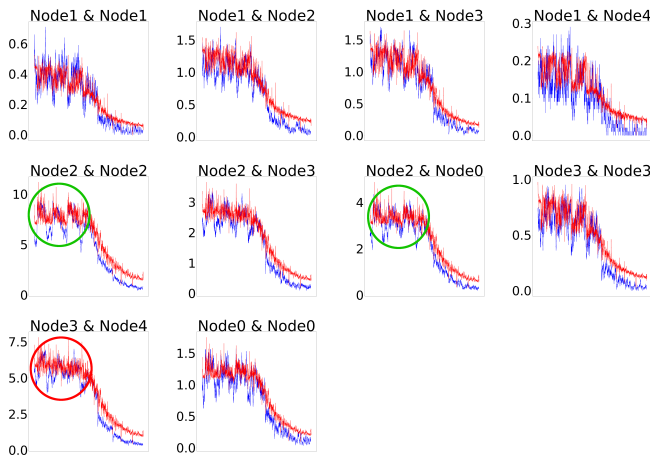 Node1 & Node1 Node1 & Node2 Node1 & Node3 Node1 & Node4
0.6 0.4 0.2 0.0
1.5 1.0 0.5 0.0
1.5 1.0 0.5 0.0
0.3 0.2 0.1 0.0
Node2 & Node2 Node2 & Node3 Node2 & Node0 Node3 & Node3
10 5 0
3 2 1 0
4 2 0
1.0 0.5 0.0
Node3 & Node4 Node0 & Node0
7.5 5.0 2.5 0.0
1.5 1.0 0.5 0.0